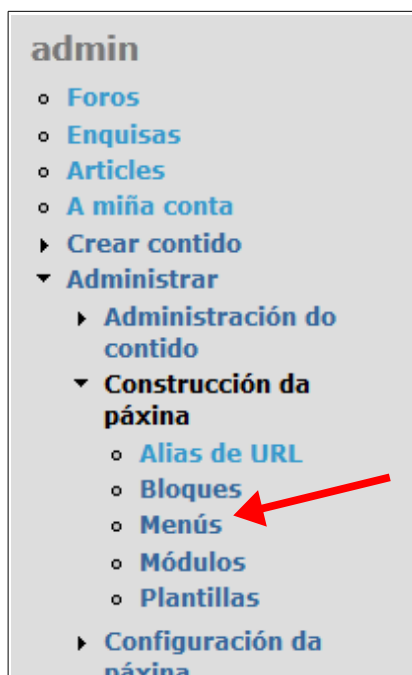 admin
Foros
Enquisas
Articles
A miña conta
Crear contido
Administrar
Administración do
contido
Construcción da
páxina
Alias de URL
Bloques
Menús
Módulos
Plantillas
Configuración da
páxina